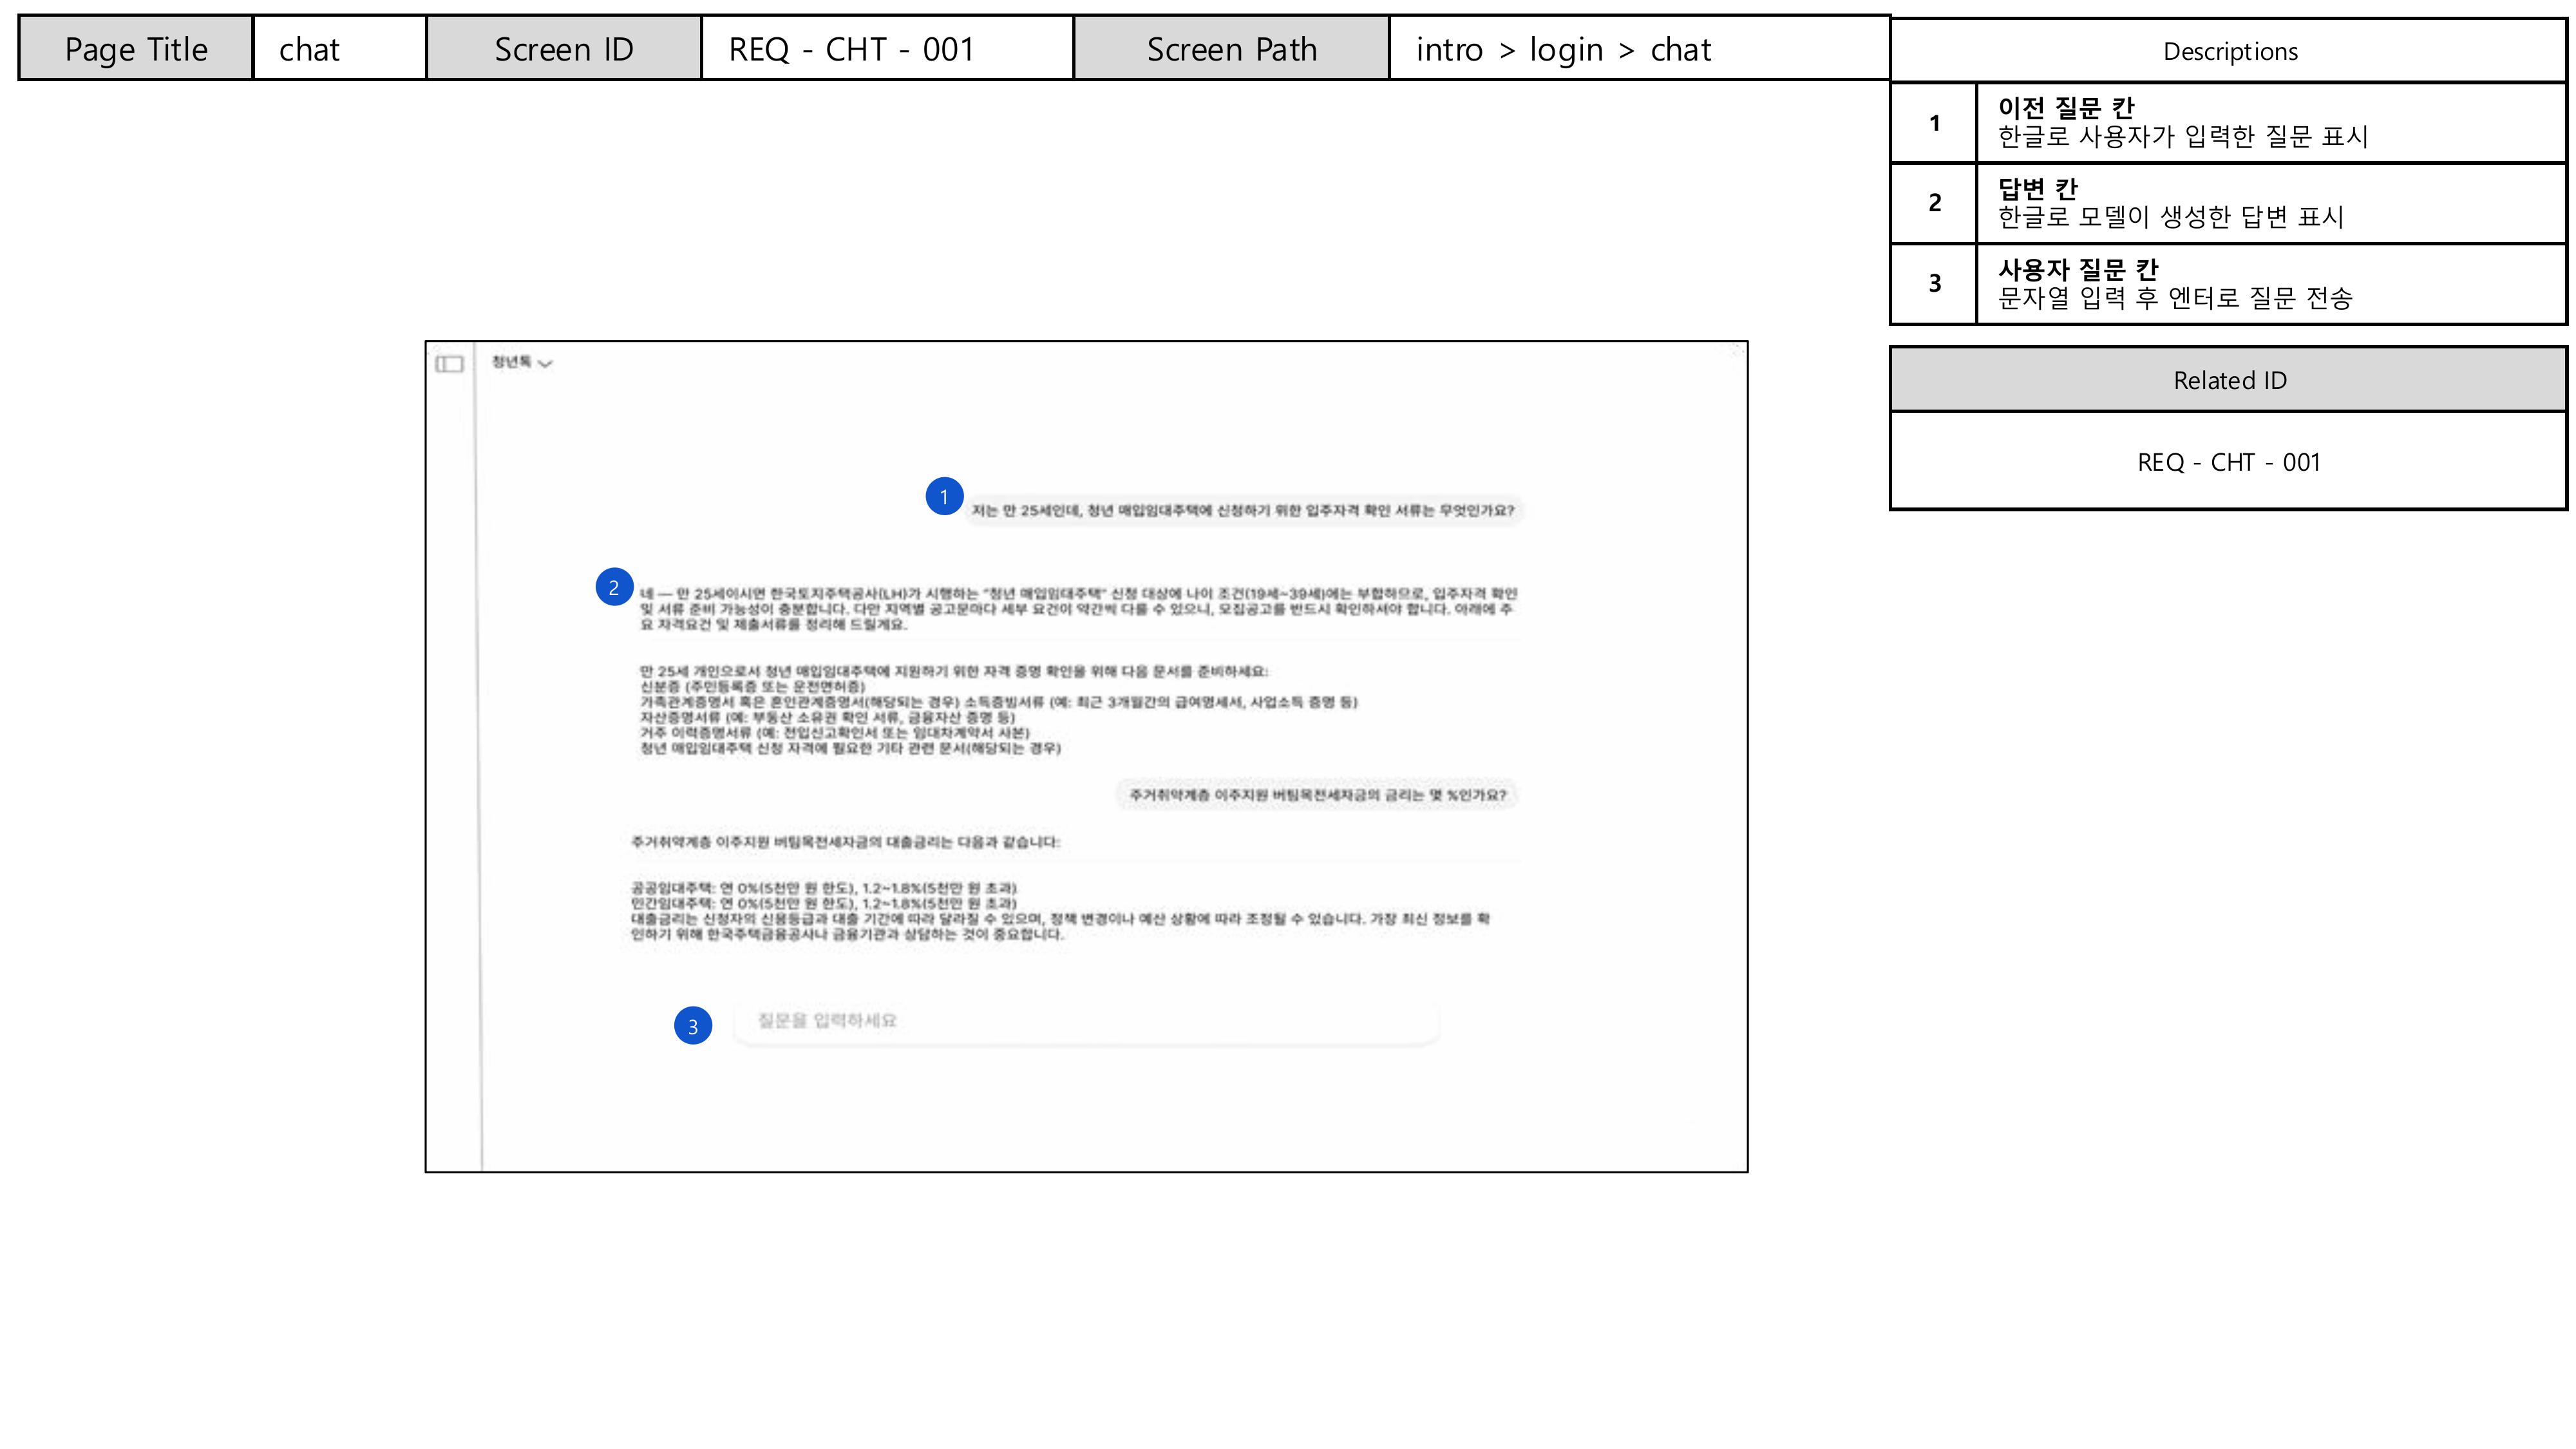 Page Title
chat
Screen ID
REQ - CHT - 001
Screen Path
intro > login > chat
Descriptions
1
이전 질문 칸
한글로 사용자가 입력한 질문 표시
2
답변 칸
한글로 모델이 생성한 답변 표시
3
사용자 질문 칸
문자열 입력 후 엔터로 질문 전송
Related ID
REQ - CHT - 001
청년톡
1
저는 만 25세인데, 청년 매입임대주택에 신청하기 위한 입주자격 확인 서류는 무엇인가요?
2
네 — 만 25세이시면 한국토지주택공사(LH)가 시행하는 "청년 매입임대주택" 신청 대상에 나이 조건(19세~39세)에는 부합하므로, 입주자격 확인
및 서류 준비 가능성이 충분합니다. 다만 지역별 공고문마다 세부 요건이 약간씩 다를 수 있으니, 모집공고를 반드시 확인하셔야 합니다. 아래에 주
요 자격요건 및 제출서류를 정리해 드릴게요.
만 25세 개인으로서 청년 매입임대주택에 지원하기 위한 자격 증명 확인을 위해 다음 문서를 준비하세요:
신분증 (주민등록증 또는 운전면허증)
가족관계증명서 혹은 혼인관계증명서(해당되는 경우) 소득증빙서류 (예: 최근 3개월간의 급여명세서, 사업소득 증명 등)
자산증명서류 (예: 부동산 소유권 확인 서류, 금융자산 증명 등)
거주 이력증명서류 (예: 전입신고확인서 또는 임대차계약서 사본)
청년 매입임대주택 신청 자격에 필요한 기타 관련 문서(해당되는 경우)
주거취약계층 이주지원 버팀목전세자금의 금리는 몇 %인가요?
주거취약계층 이주지원 버팀목전세자금의 대출금리는 다음과 같습니다:
공공임대주택: 연 0%(5천만 원 한도), 1.2~1.8%(5천만 원 초과)
민간임대주택: 연 0%(5천만 원 한도), 1.2~1.8%(5천만 원 초과)
대출금리는 신청자의 신용등급과 대출 기간에 따라 달라질 수 있으며, 정책 변경이나 예산 상황에 따라 조정될 수 있습니다. 가장 최신 정보를 확
인하기 위해 한국주택금융공사나 금융기관과 상담하는 것이 중요합니다.
3
질문을 입력하세요